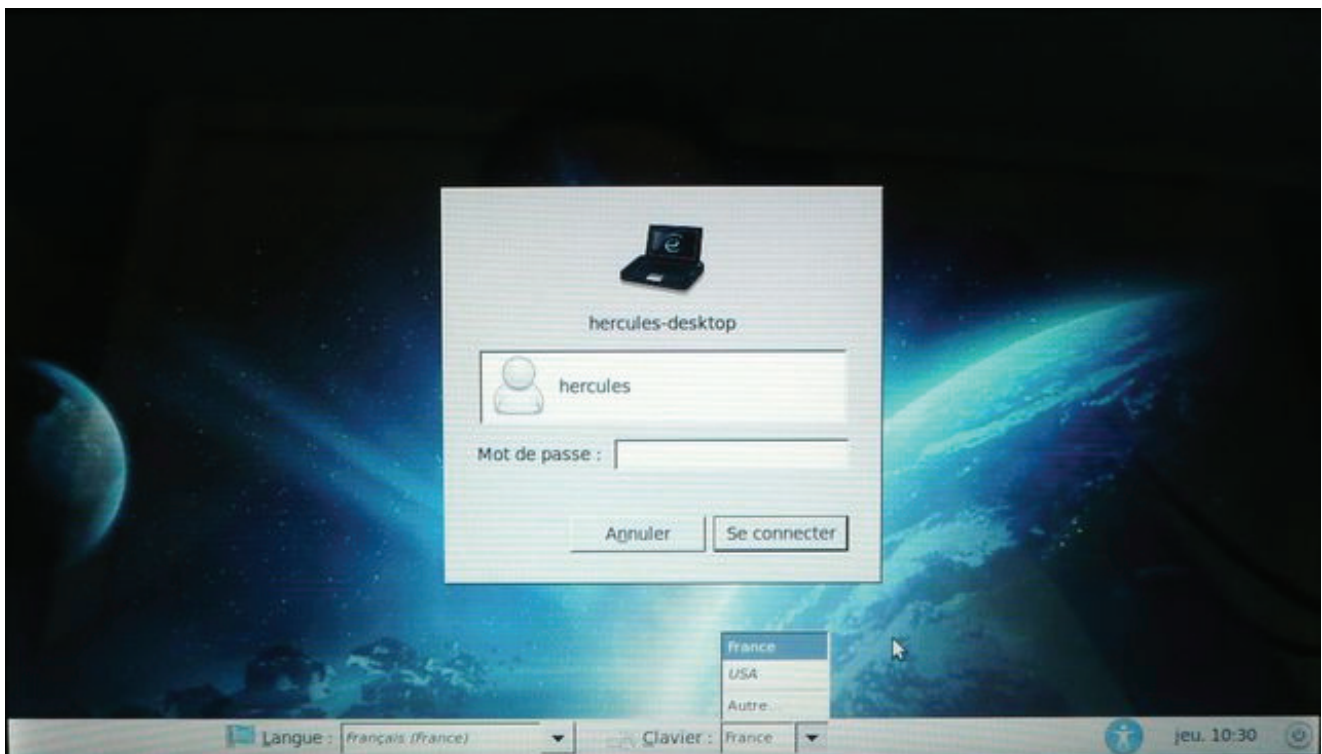 hercules-desktop
hercules
Mot de passe :
Annuler
Se connecter
France
USA
Autre...
Langue : Français (France)
Clavier : France
jeu. 10:30